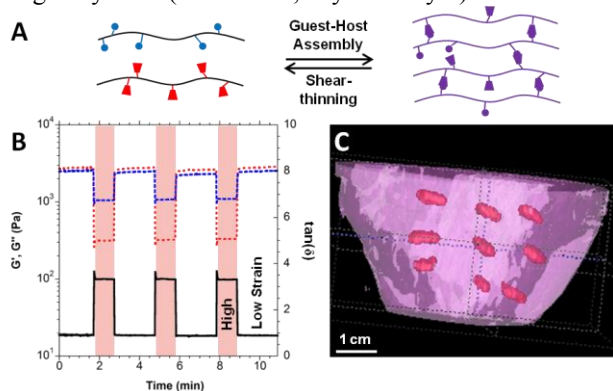 A
Guest-Host
Assembly
Shear-
thinning
B
10⁴
10³
10²
10¹
G', G'' (Pa)
10
8
6
4
2
0
tan(δ)
High
Low Strain
0
2
4
6
8
10
Time (min)
C
1 cm